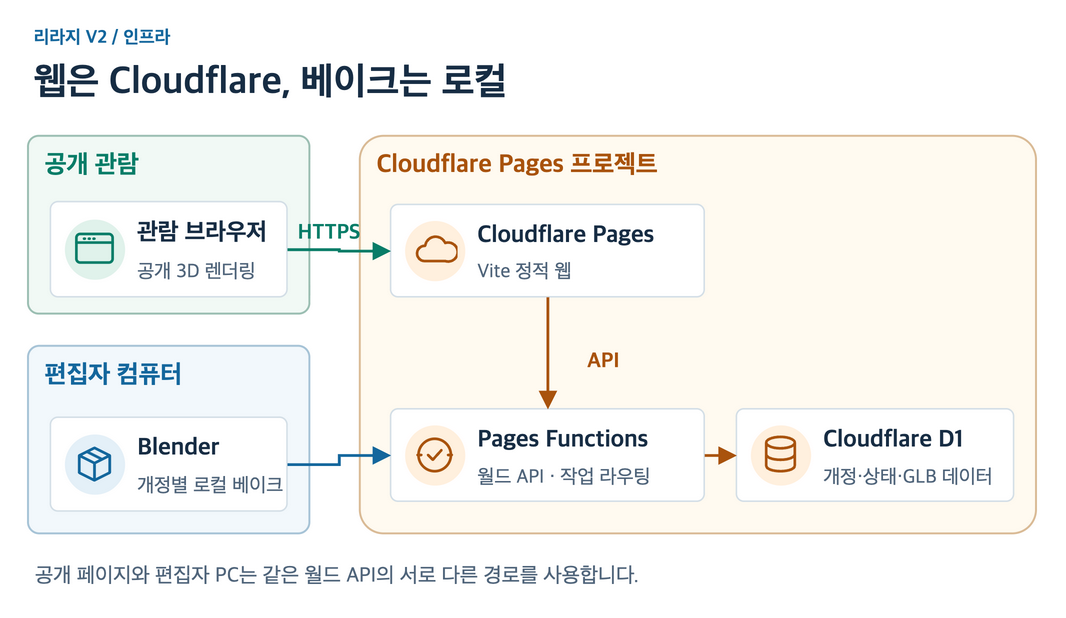 리라지 V2 / 인프라
웹은 Cloudflare, 베이크는 로컬
공개 관람
관람 브라우저
공개 3D 렌더링
HTTPS
Cloudflare Pages 프로젝트
Cloudflare Pages
Vite 정적 웹
API
편집자 컴퓨터
Blender
개정별 로컬 베이크
Pages Functions
월드 API · 작업 라우팅
Cloudflare D1
개정·상태·GLB 데이터
공개 페이지와 편집자 PC는 같은 월드 API의 서로 다른 경로를 사용합니다.